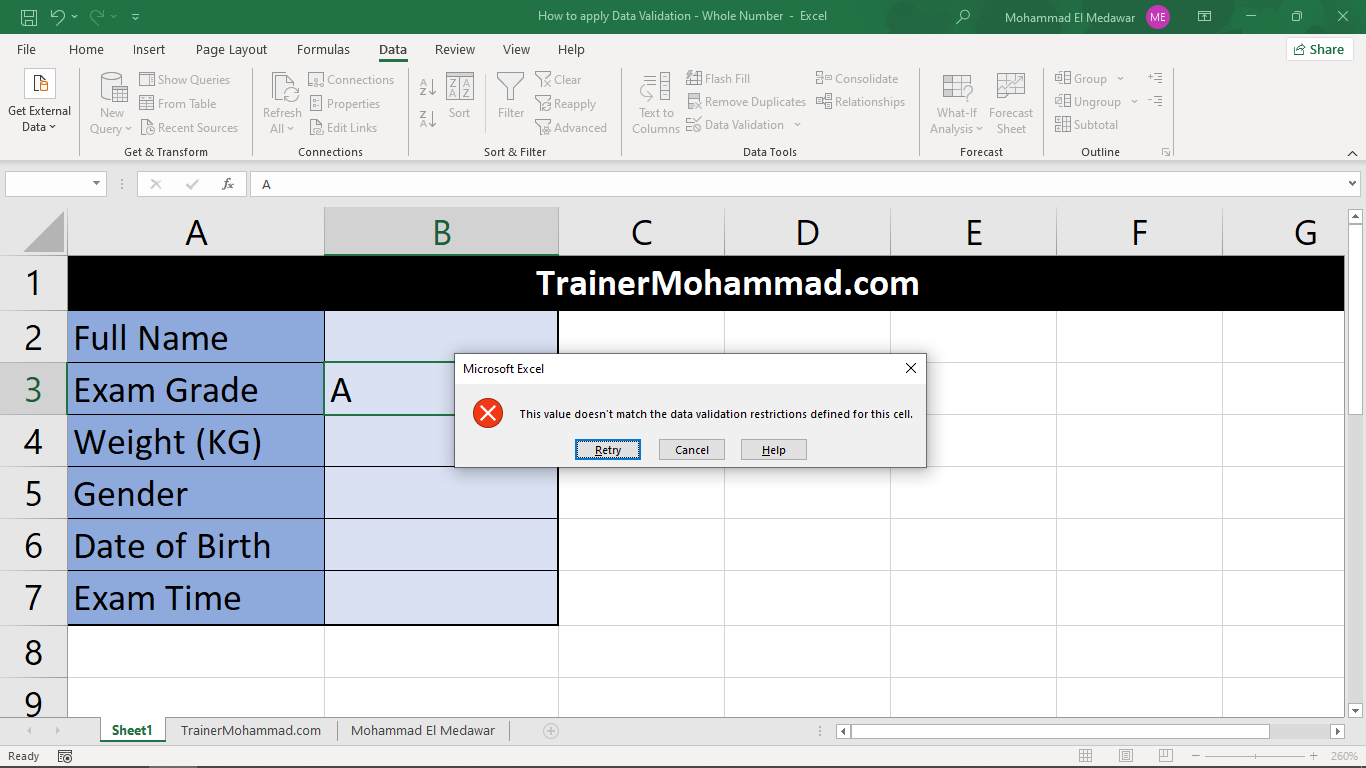 How to apply Data Validation - Whole Number - Excel
Mohammad El Medawar ME
File Home Insert Page Layout Formulas Data Review View Help Share
Get External Data
New Query
Show Queries
From Table
Recent Sources
Get & Transform
Refresh All
Connections
Properties
Edit Links
Connections
A Z
Z A
Z A A Z
Sort
Filter
Clear
Reapply
Advanced
Sort & Filter
Text to Columns
Flash Fill
Remove Duplicates
Data Validation
Consolidate
Relationships
Data Tools
What-If Analysis
Forecast Sheet
Forecast
Group
Ungroup
Subtotal
Outline
fx A
A B C D E F G
1 TrainerMohammad.com
2 Full Name
3 Exam Grade A
4 Weight (KG)
5 Gender
6 Date of Birth
7 Exam Time
8
9
Microsoft Excel
This value doesn't match the data validation restrictions defined for this cell.
Retry Cancel Help
Sheet1 TrainerMohammad.com Mohammad El Medawar
Ready 260%